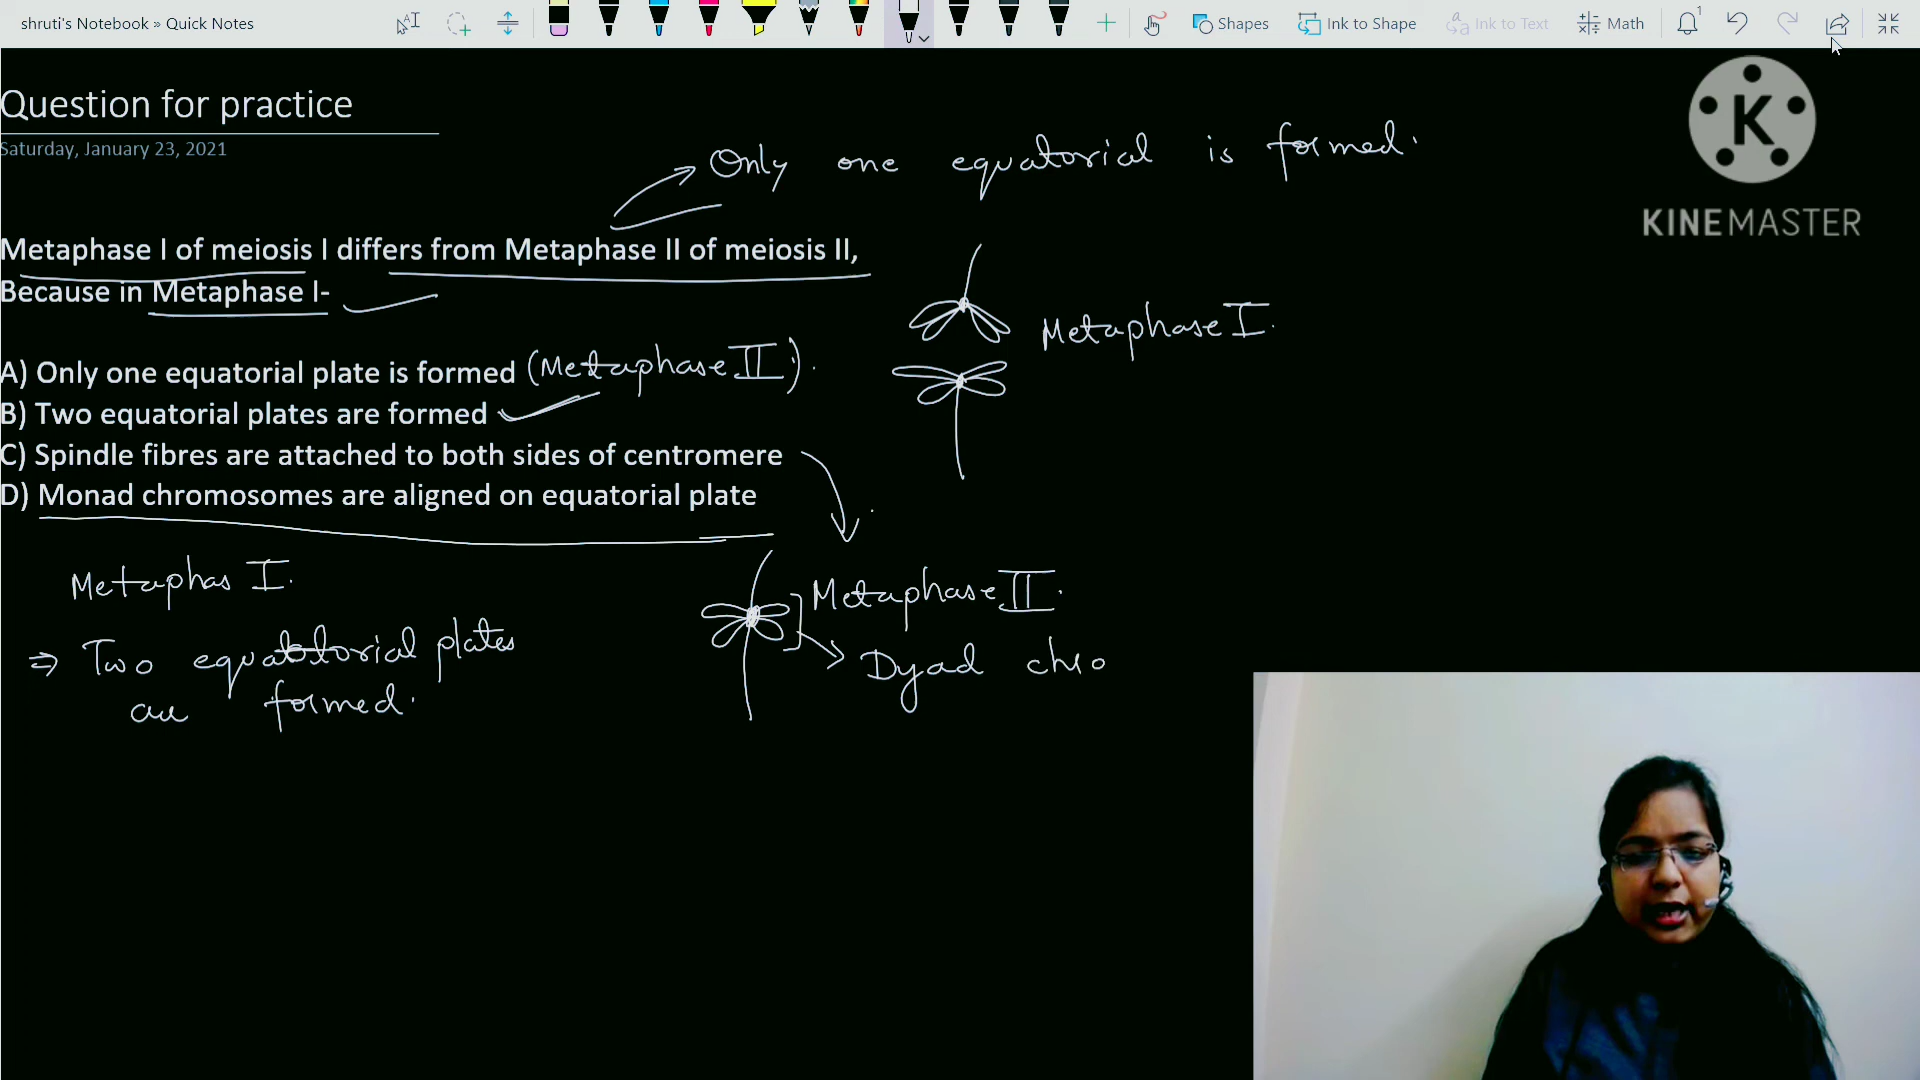 shruti's Notebook » Quick Notes
Shapes
Ink to Shape
Ink to Text
Math
1
Question for practice
Saturday, January 23, 2021
Only one equatorial is formed.
KINEMASTER
Metaphase I of meiosis I differs from Metaphase II of meiosis II,
Because in Metaphase I-
Metaphase I.
A) Only one equatorial plate is formed (Metaphase II).
B) Two equatorial plates are formed
C) Spindle fibres are attached to both sides of centromere
D) Monad chromosomes are aligned on equatorial plate
Metaphas I.
⇒ Two equatorial plates
are formed.
Metaphase II.
Dyad chro